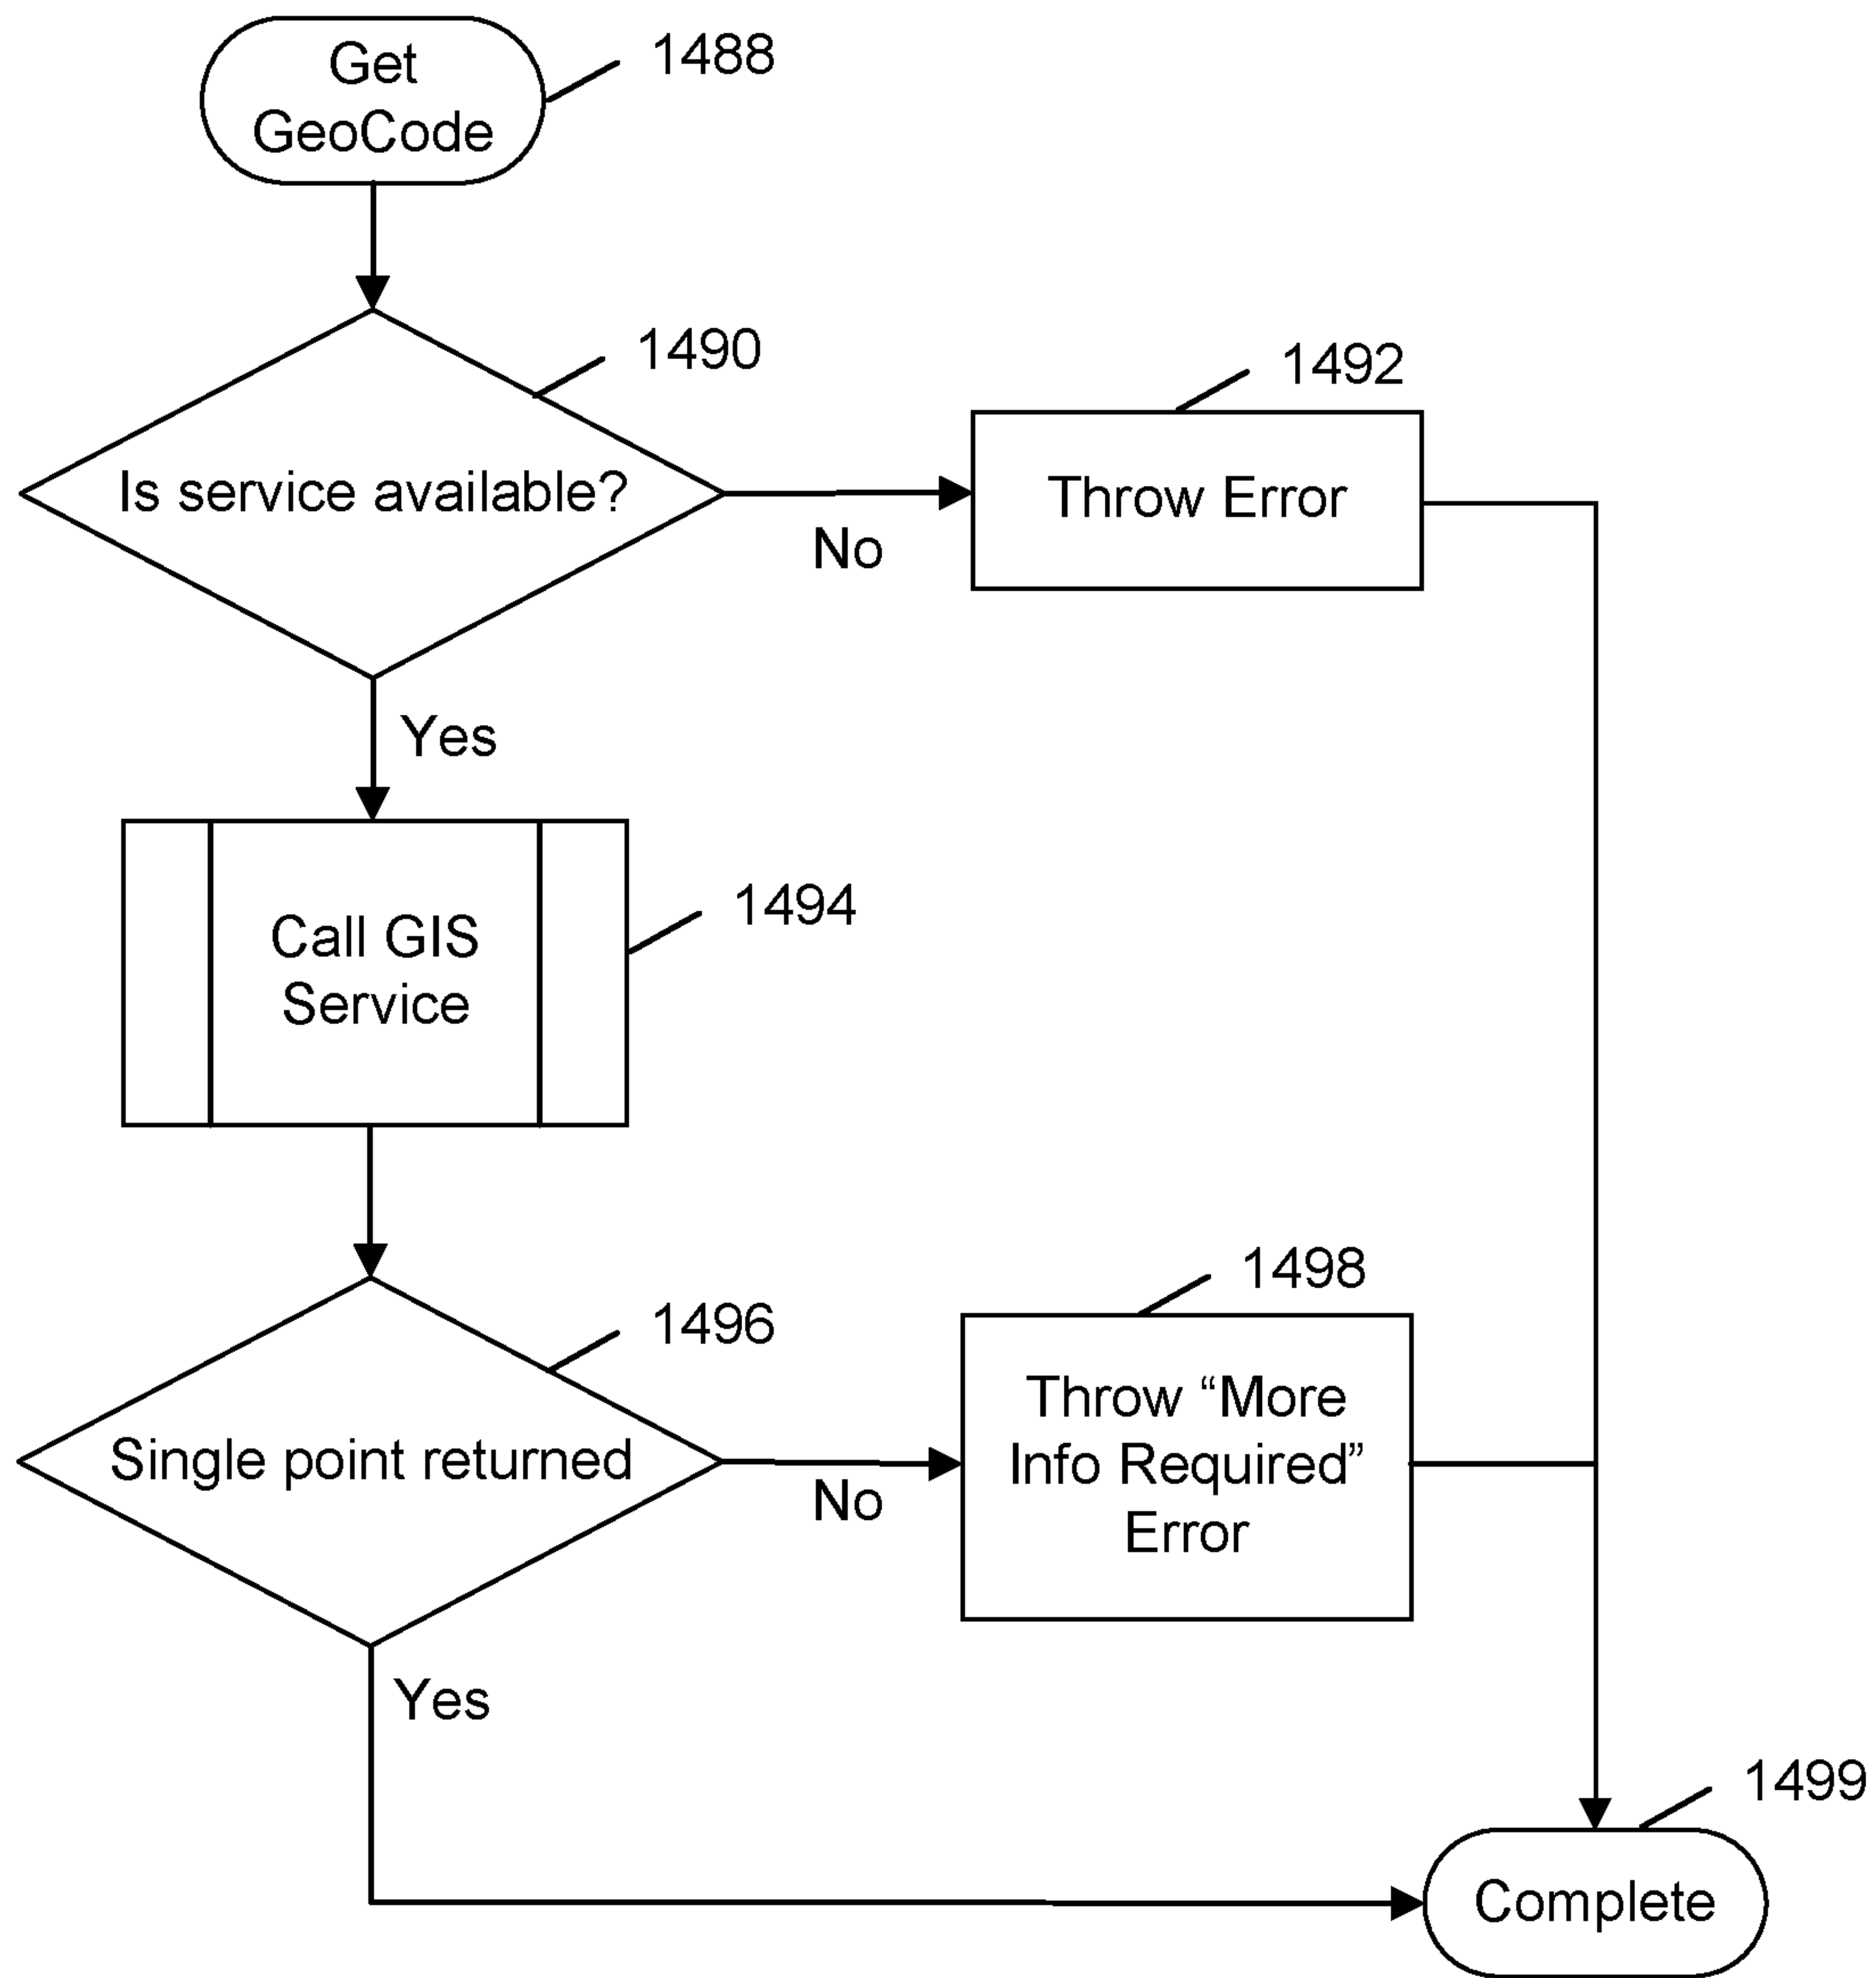 Get
GeoCode
1488
1490
Is service available?
No
1492
Throw Error
Yes
Call GIS
Service
1494
1496
Single point returned
No
1498
Throw “More
Info Required”
Error
Yes
1499
Complete